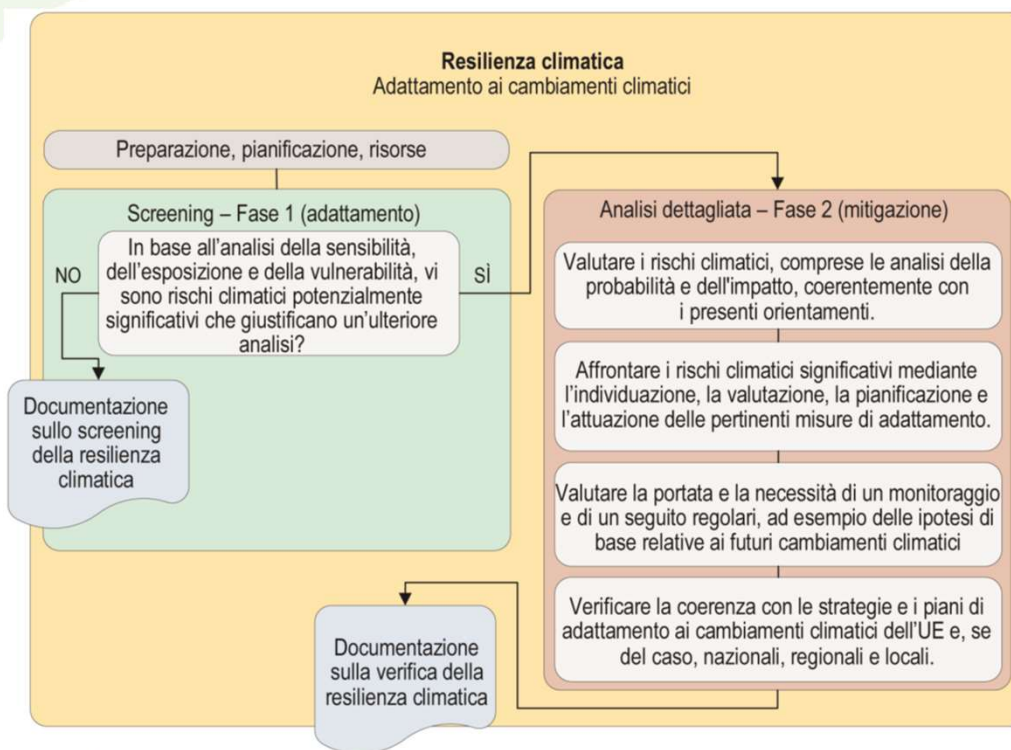 Resilienza climatica
Adattamento ai cambiamenti climatici
Preparazione, pianificazione, risorse
Screening – Fase 1 (adattamento)
In base all'analisi della sensibilità,
dell'esposizione e della vulnerabilità, vi
sono rischi climatici potenzialmente
significativi che giustificano un'ulteriore
analisi?
NO
SÌ
Documentazione
sullo screening
della resilienza
climatica
Analisi dettagliata – Fase 2 (mitigazione)
Valutare i rischi climatici, comprese le analisi della
probabilità e dell'impatto, coerentemente con
i presenti orientamenti.
Affrontare i rischi climatici significativi mediante
l'individuazione, la valutazione, la pianificazione e
l'attuazione delle pertinenti misure di adattamento.
Valutare la portata e la necessità di un monitoraggio
e di un seguito regolari, ad esempio delle ipotesi di
base relative ai futuri cambiamenti climatici
Verificare la coerenza con le strategie e i piani di
adattamento ai cambiamenti climatici dell'UE e, se
del caso, nazionali, regionali e locali.
Documentazione
sulla verifica della
resilienza climatica